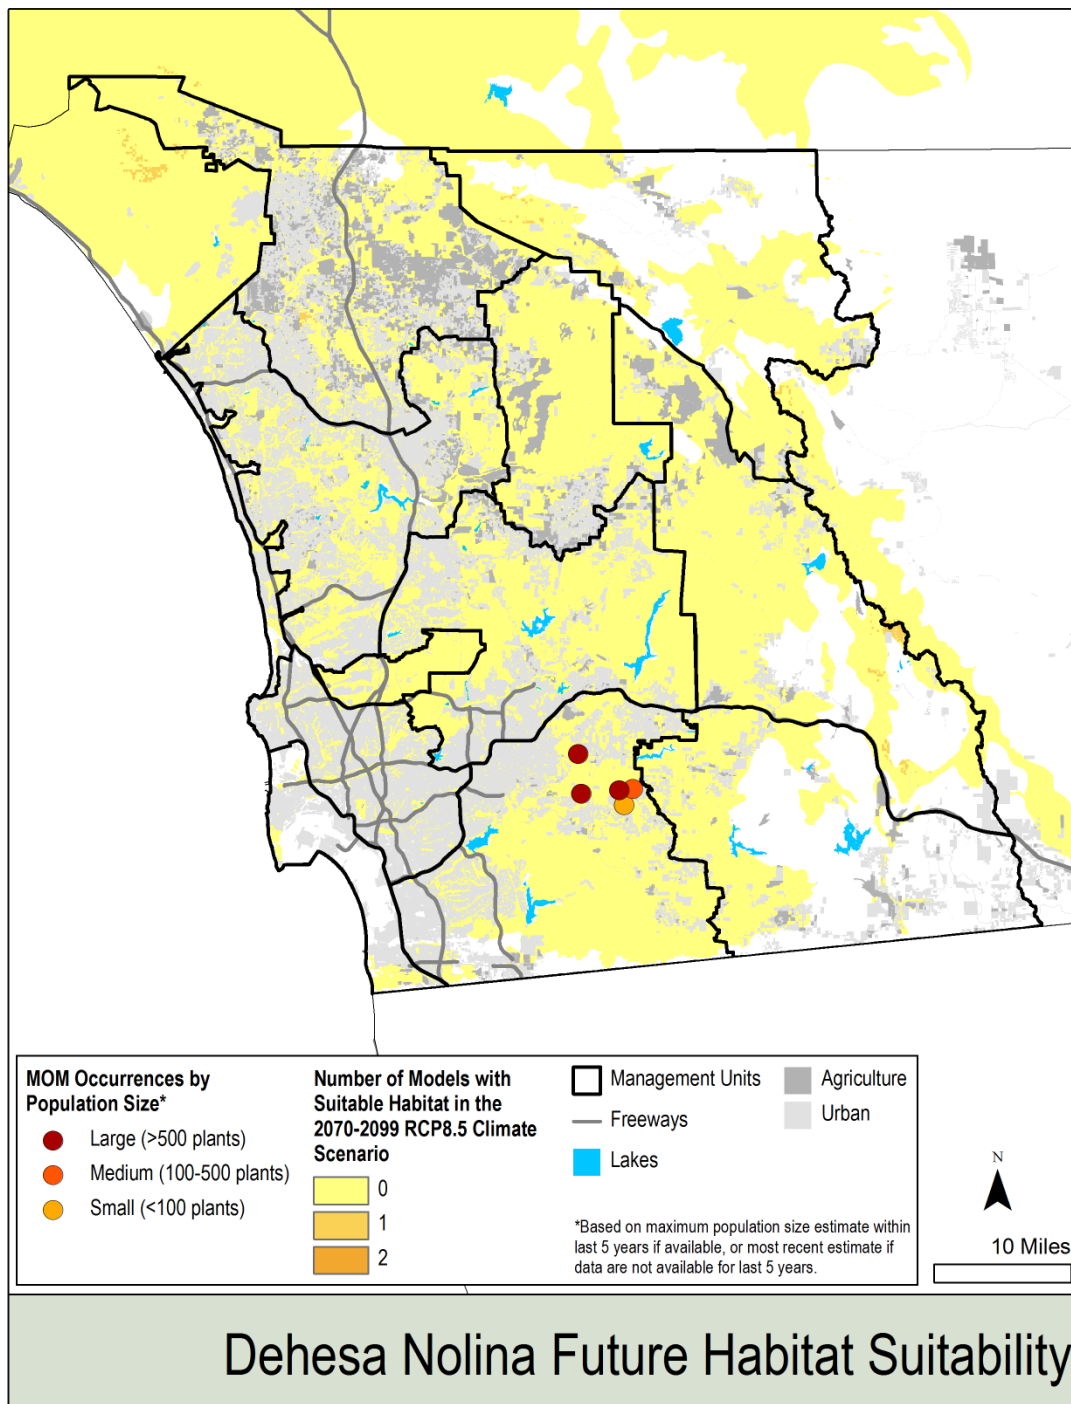 MOM Occurrences by
Population Size*
Large (>500 plants)
Medium (100-500 plants)
Small (<100 plants)
Number of Models with
Suitable Habitat in the
2070-2099 RCP8.5 Climate
Scenario
0
1
2
Management Units
Freeways
Lakes
Agriculture
Urban
*Based on maximum population size estimate within
last 5 years if available, or most recent estimate if
data are not available for last 5 years.
N
10 Miles
Dehesa Nolina Future Habitat Suitability